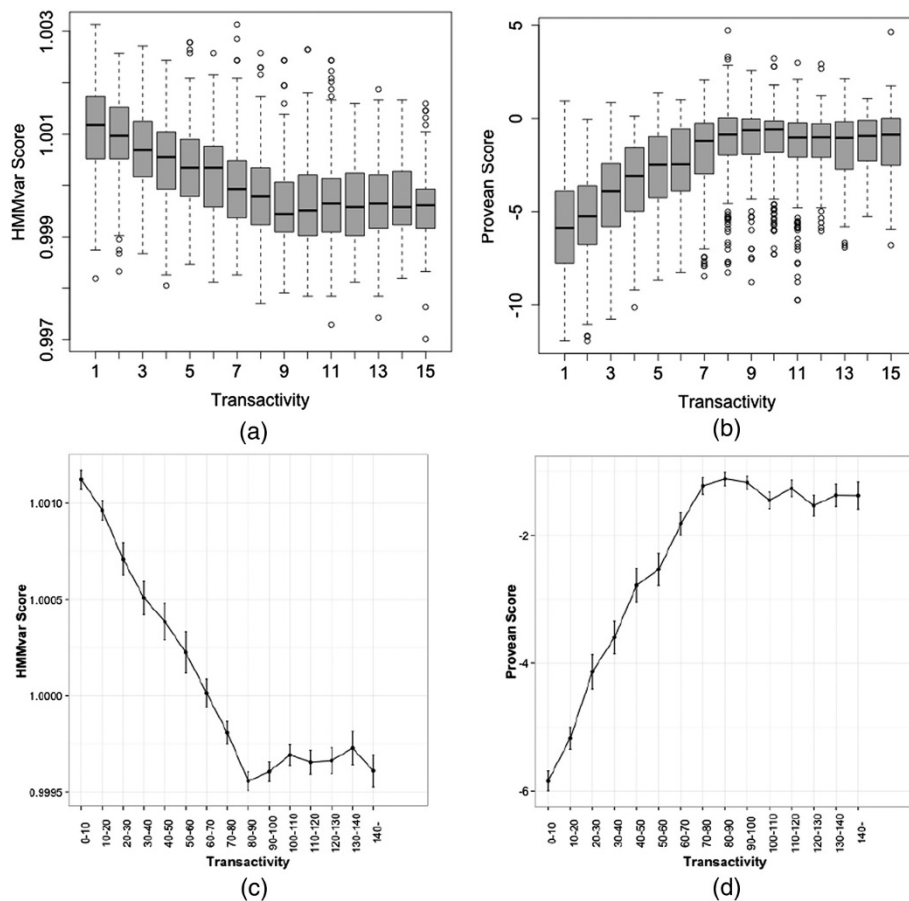 HMMvar Score
1.003
1.001
0.999
0.997
1 3 5 7 9 11 13 15
Transactivity
(a)
Provean Score
5
0
-5
-10
1 3 5 7 9 11 13 15
Transactivity
(b)
HMMvar Score
1.0010
1.0005
1.0000
0.9995
0-10 10-20 20-30 30-40 40-50 50-60 60-70 70-80 80-90 90-100 100-110 110-120 120-130 130-140 140-
Transactivity
(c)
Provean Score
-2
-4
-6
0-10 10-20 20-30 30-40 40-50 50-60 60-70 70-80 80-90 90-100 100-110 110-120 120-130 130-140 140-
Transactivity
(d)